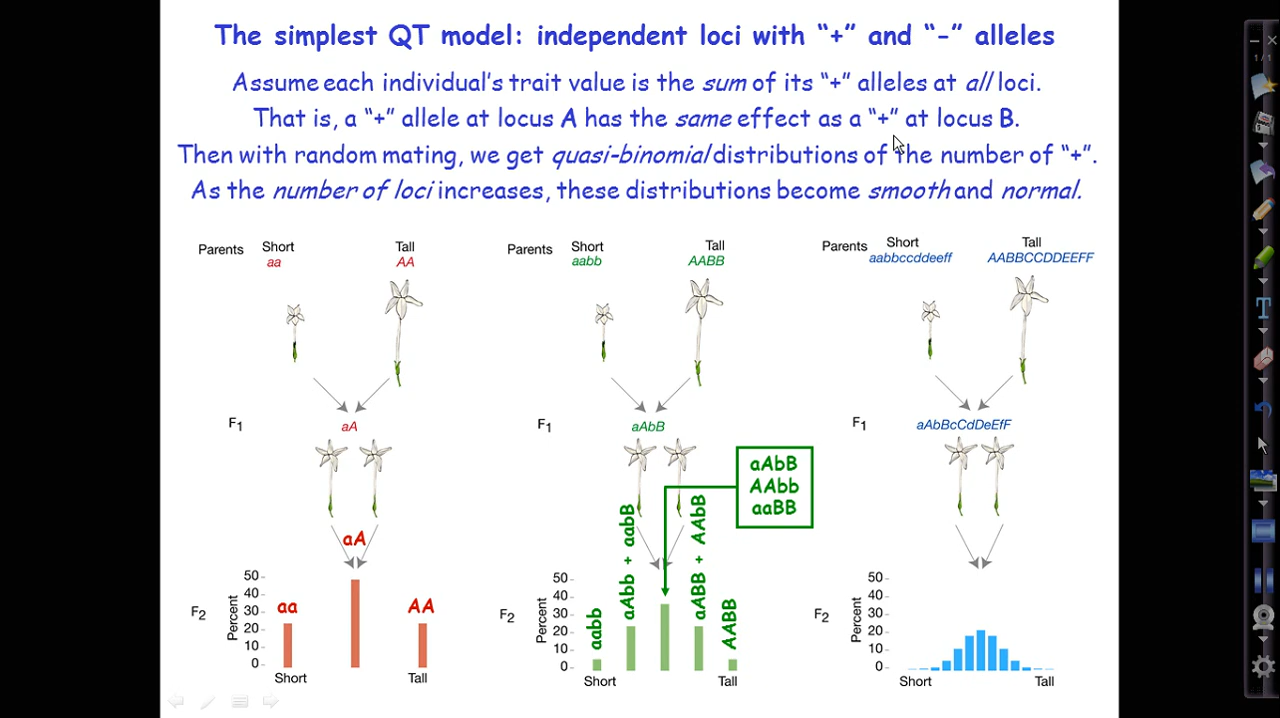 The simplest QT model: independent loci with “+” and “-” alleles
Assume each individual’s trait value is the sum of its “+” alleles at all loci.
That is, a “+” allele at locus A has the same effect as a “+” at locus B.
Then with random mating, we get quasi-binomial distributions of the number of “+”.
As the number of loci increases, these distributions become smooth and normal.
Parents
Short
aa
Tall
AA
F1
aA
aA
F2
Percent
50
40
30
20
10
0
aa
AA
Short
Tall
Parents
Short
aabb
Tall
AABB
F1
aAbB
aAbB
AAbb
aaBB
F2
Percent
50
40
30
20
10
0
aabb
aAbb + aabB
aABB + AAbB
AABB
Short
Tall
Parents
Short
aabbccddeeff
Tall
AABBCCDDEEFF
F1
aAbBcCdDeEfF
F2
Percent
50
40
30
20
10
0
Short
Tall
1/1
T